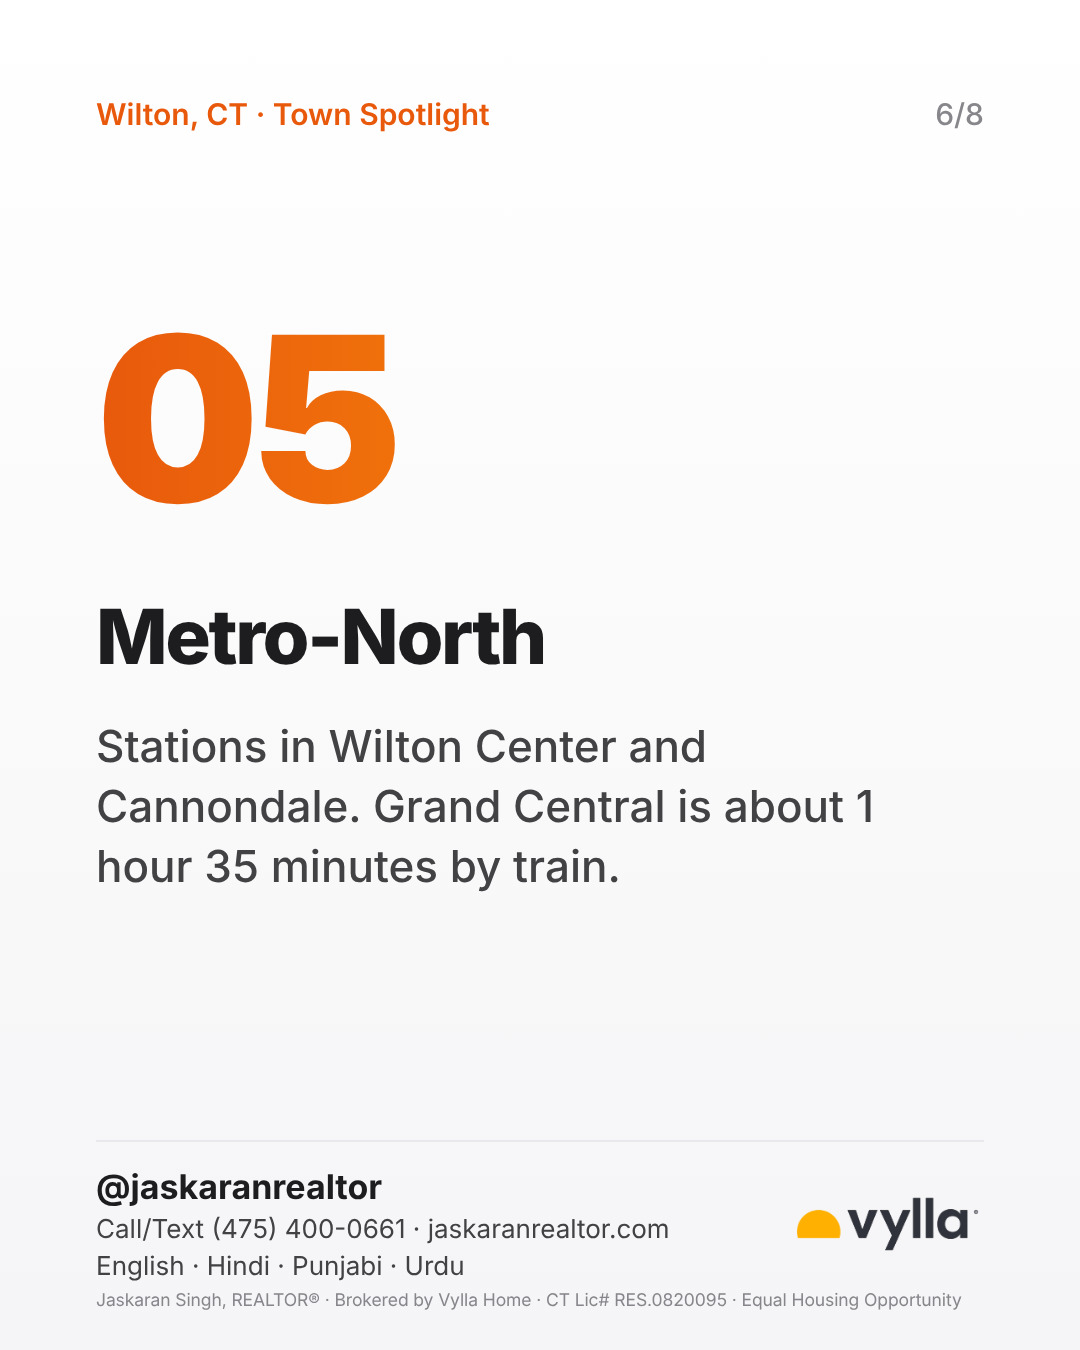 Wilton, CT · Town Spotlight
6/8
05
Metro-North
Stations in Wilton Center and
Cannondale. Grand Central is about 1
hour 35 minutes by train.
@jaskaranrealtor
Call/Text (475) 400-0661 · jaskaranrealtor.com
English · Hindi · Punjabi · Urdu
Jaskaran Singh, REALTOR® · Brokered by Vylla Home · CT Lic# RES.0820095 · Equal Housing Opportunity
vylla